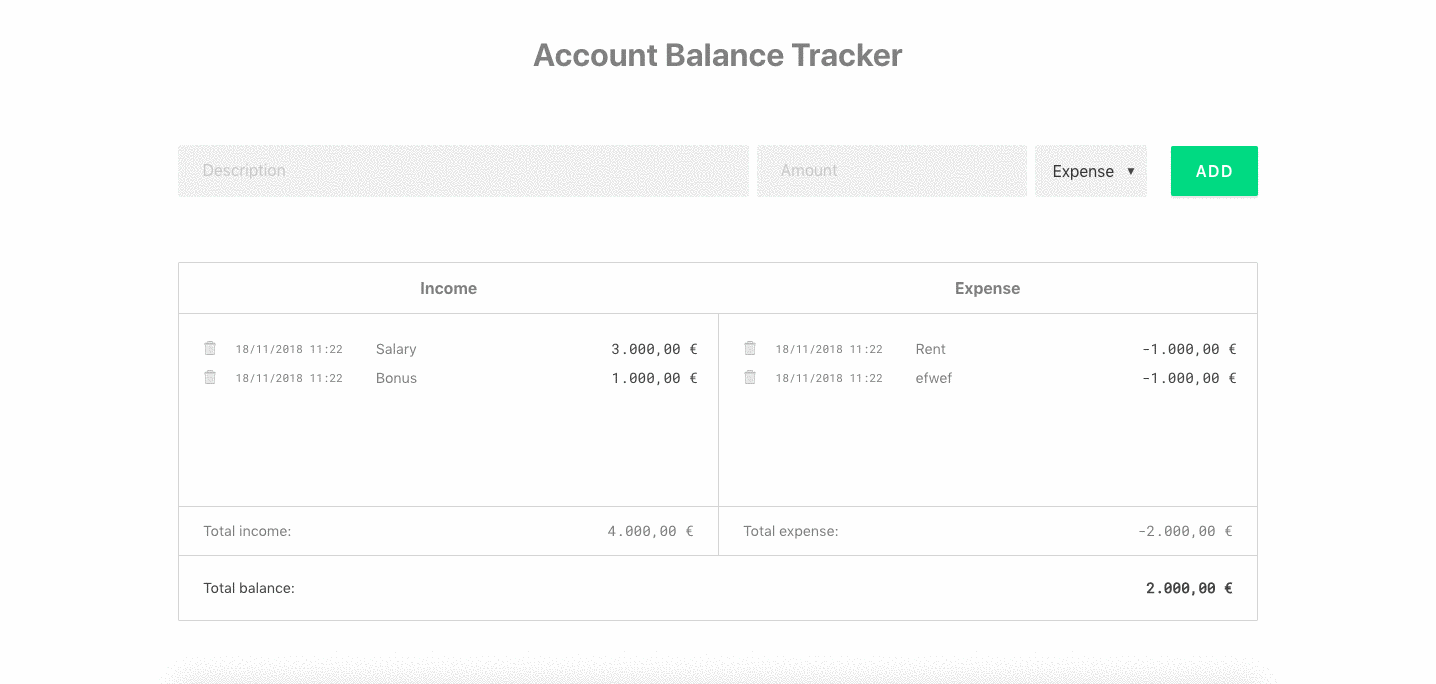 Account Balance Tracker
Description Amount Expense ▼ ADD
Income Expense
18/11/2018 11:22 Salary 3.000,00 € 18/11/2018 11:22 Rent -1.000,00 €
18/11/2018 11:22 Bonus 1.000,00 € 18/11/2018 11:22 efwef -1.000,00 €
Total income: 4.000,00 € Total expense: -2.000,00 €
Total balance: 2.000,00 €